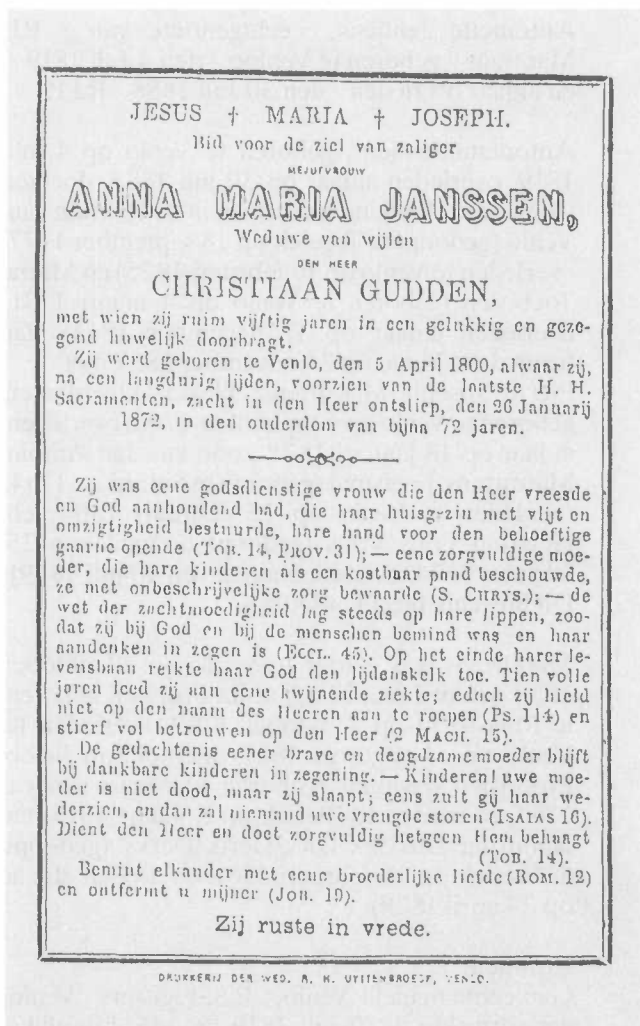 JESUS † MARIA † JOSEPH.
Bid voor de ziel van zaliger
MEJUFVROUW
ANNA MARIA JANSSEN,
Weduwe van wijlen
DEN HEER
CHRISTIAAN GUDDEN,
met wien zij ruim vijftig jaren in een gelukkig en geze-
gend huwelijk doorbragt.
Zij werd geboren te Venlo, den 5 April 1800, alwaar zij,
na een langdurig lijden, voorzien van de laatste H. H.
Sacramenten, zacht in den Heer ontsliep, den 26 Januarij
1872, in den ouderdom van bijna 72 jaren.
Zij was eene godsdienstige vrouw die den Heer vreesde
en God aanhoudend bad, die haar huisgezin met vlijt en
omzigtigheid bestuurde, hare hand voor den behoeftige
gaarne opende (TOB. 14, PROV. 31); — eene zorgvuldige moe-
der, die hare kinderen als een kostbaar pand beschouwde,
ze met onbeschrijvelijke zorg bewaarde (S. CHRYS.); — de
wet der zachtmoedigheid lag steeds op hare lippen, zoo-
dat zij bij God en bij de menschen bemind was en haar
aandenken in zegen is (ECCL. 45). Op het einde harer le-
vensbaan reikte haar God den lijdenskelk toe. Tien volle
jaren leed zij aan eene kwijnende ziekte; edoch zij hield
niet op den naam des Heeren aan te roepen (PS. 114) en
stierf vol betrouwen op den Heer (2 MACH. 15).
De gedachtenis eener brave en deugdzame moeder blijft
bij dankbare kinderen in zegening. — Kinderen! uwe moe-
der is niet dood, maar zij slaapt; eens zult gij haar we-
derzien, en dan zal niemand uwe vreugde storen (ISAIAS 16).
Dient den Heer en doet zorgvuldig hetgeen Hem behaagt
(TOB. 14).
Bemint elkander met eene broederlijke liefde (ROM. 12)
en ontfermt u mijner (JOB. 19).
Zij ruste in vrede.
DRUKKERIJ DER WED. H. H. UYTTENBROECK, VENLO.